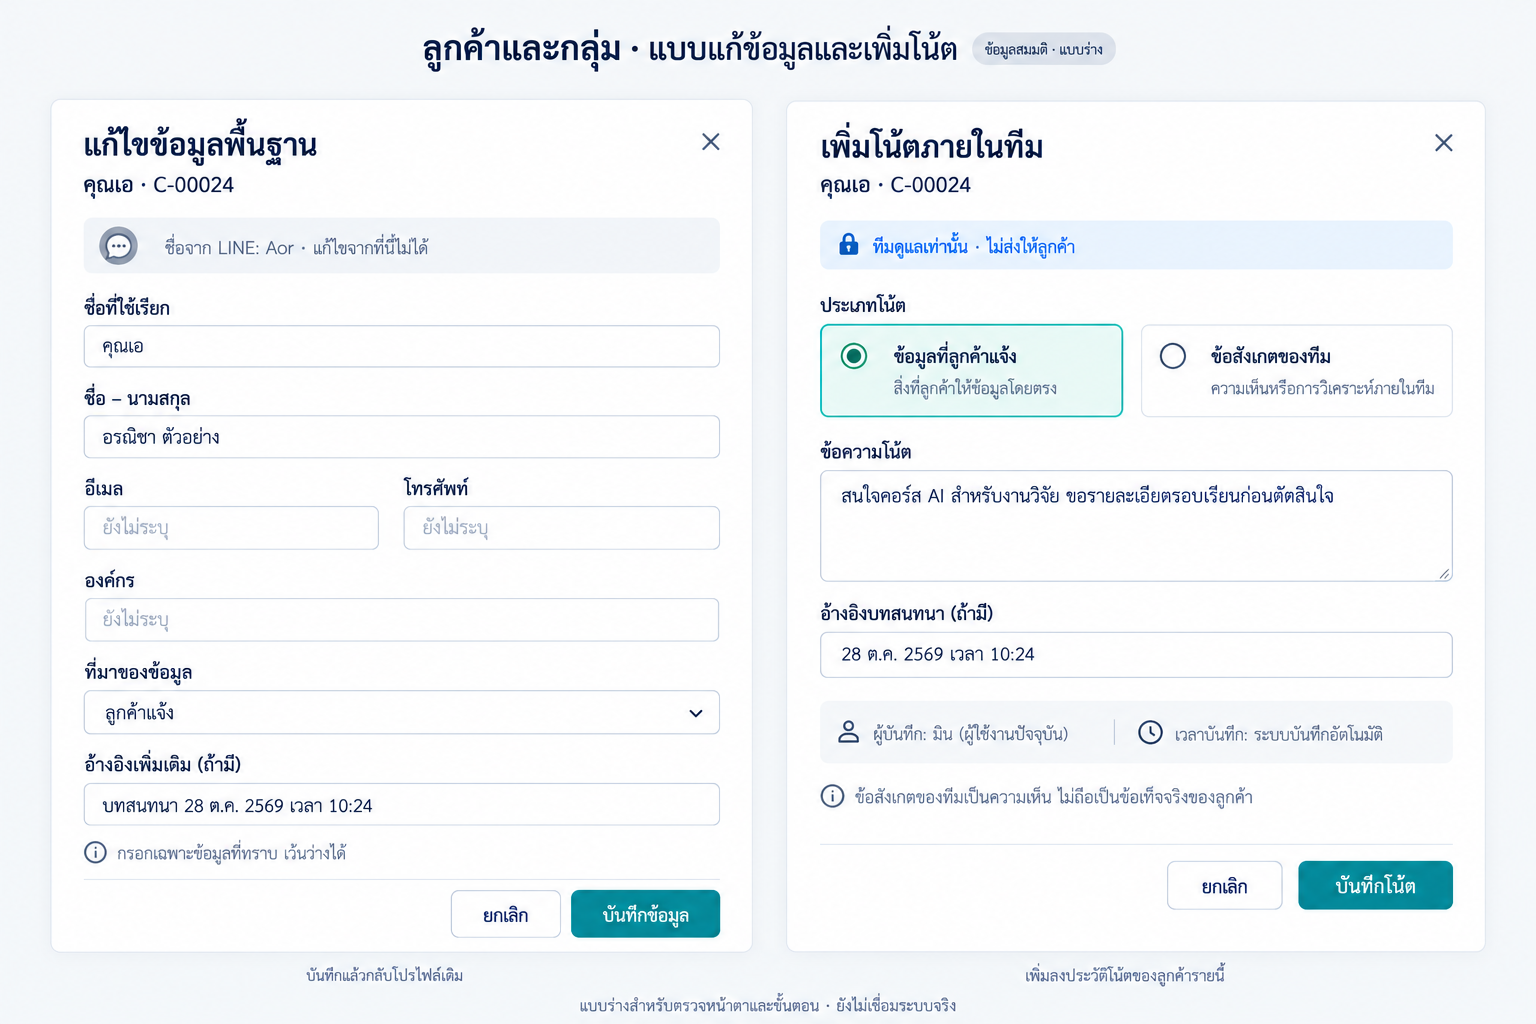 ลูกค้าและกลุ่ม · แบบแก้ข้อมูลและเพิ่มโน้ต
ข้อมูลสมมติ · แบบร่าง
แก้ไขข้อมูลพื้นฐาน
คุณเอ · C-00024
ชื่อจาก LINE: Aor · แก้ไขจากที่นี่ไม่ได้
ชื่อที่ใช้เรียก
คุณเอ
ชื่อ – นามสกุล
อรณิชา ตัวอย่าง
อีเมล
โทรศัพท์
ยังไม่ระบุ
ยังไม่ระบุ
องค์กร
ยังไม่ระบุ
ที่มาของข้อมูล
ลูกค้าแจ้ง
อ้างอิงเพิ่มเติม (ถ้ามี)
บทสนทนา 28 ต.ค. 2569 เวลา 10:24
กรอกเฉพาะข้อมูลที่ทราบ เว้นว่างได้
ยกเลิก
บันทึกข้อมูล
บันทึกแล้วกลับโปรไฟล์เดิม
เพิ่มโน้ตภายในทีม
คุณเอ · C-00024
ทีมดูแลเท่านั้น · ไม่ส่งให้ลูกค้า
ประเภทโน้ต
ข้อมูลที่ลูกค้าแจ้ง
สิ่งที่ลูกค้าให้ข้อมูลโดยตรง
ข้อสังเกตของทีม
ความเห็นหรือการวิเคราะห์ภายในทีม
ข้อความโน้ต
สนใจคอร์ส AI สำหรับงานวิจัย ขอรายละเอียตรอบเรียนก่อนตัตสินใจ
อ้างอิงบทสนทนา (ถ้ามี)
28 ต.ค. 2569 เวลา 10:24
ผู้บันทึก: มิน (ผู้ใช้งานปัจจุบัน)
เวลาบันทึก: ระบบบันทึกอัตโนมัติ
ข้อสังเกตของทีมเป็นความเห็น ไม่ถือเป็นข้อเท็จจริงของลูกค้า
ยกเลิก
บันทึกโน้ต
เพิ่มลงประวัติโน้ตของลูกค้ารายนี้
แบบร่างสำหรับตรวจหน้าตาและขั้นตอน · ยังไม่เชื่อมระบบจริง